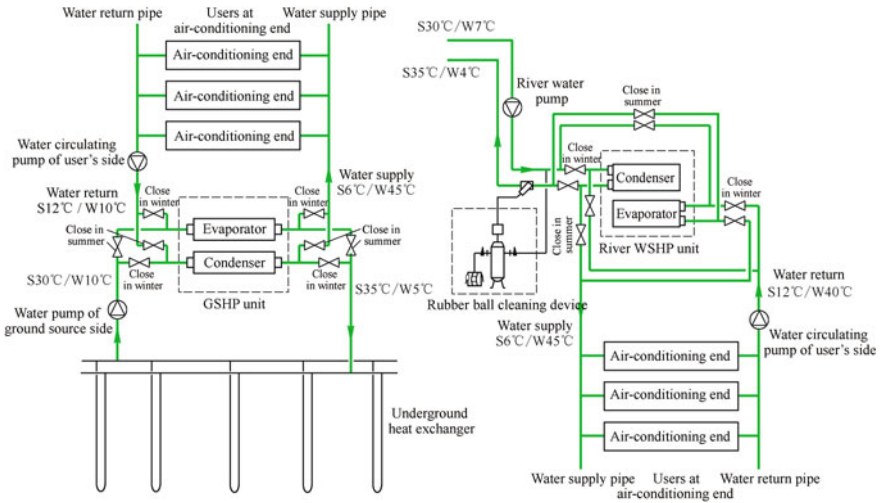 Water return pipe
Users at
air-conditioning end
Water supply pipe
Air-conditioning end
Air-conditioning end
Air-conditioning end
Water circulating
pump of user's side
Water return
S12℃/W10℃
Water supply
S6℃/W45℃
Close
in winter
Close
in winter
Close in
summer
Close in
summer
Evaporator
Condenser
Close
in winter
Close
in winter
GSHP unit
S30℃/W10℃
S35℃/W5℃
Water pump of
ground source side
Underground
heat exchanger
S30℃/W7℃
S35℃/W4℃
River water
pump
Close in
summer
Close
in winter
Condenser
Evaporator
Close
in winter
Close in
summer
River WSHP unit
Rubber ball cleaning device
Water return
S12℃/W40℃
Water supply
S6℃/W45℃
Water circulating
pump of user's side
Air-conditioning end
Air-conditioning end
Air-conditioning end
Water supply pipe
Users at
air-conditioning end
Water return pipe